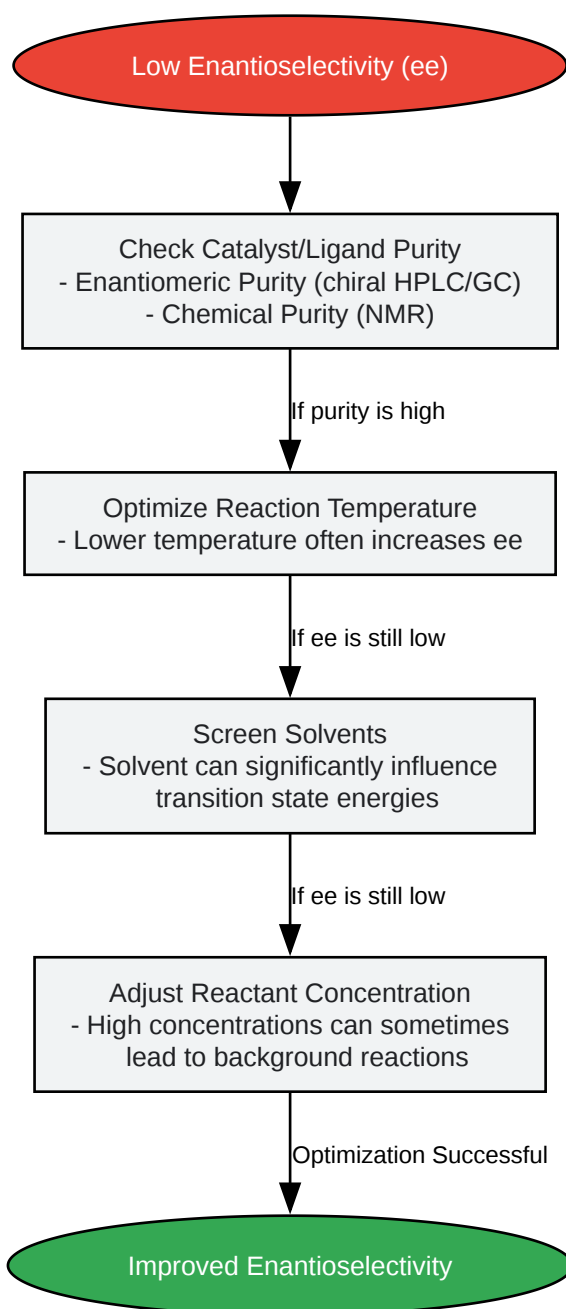 Low Enantioselectivity (ee)
Check Catalyst/Ligand Purity
- Enantiomeric Purity (chiral HPLC/GC)
- Chemical Purity (NMR)
If purity is high
Optimize Reaction Temperature
- Lower temperature often increases ee
If ee is still low
Screen Solvents
- Solvent can significantly influence
transition state energies
If ee is still low
Adjust Reactant Concentration
- High concentrations can sometimes
lead to background reactions
Optimization Successful
Improved Enantioselectivity